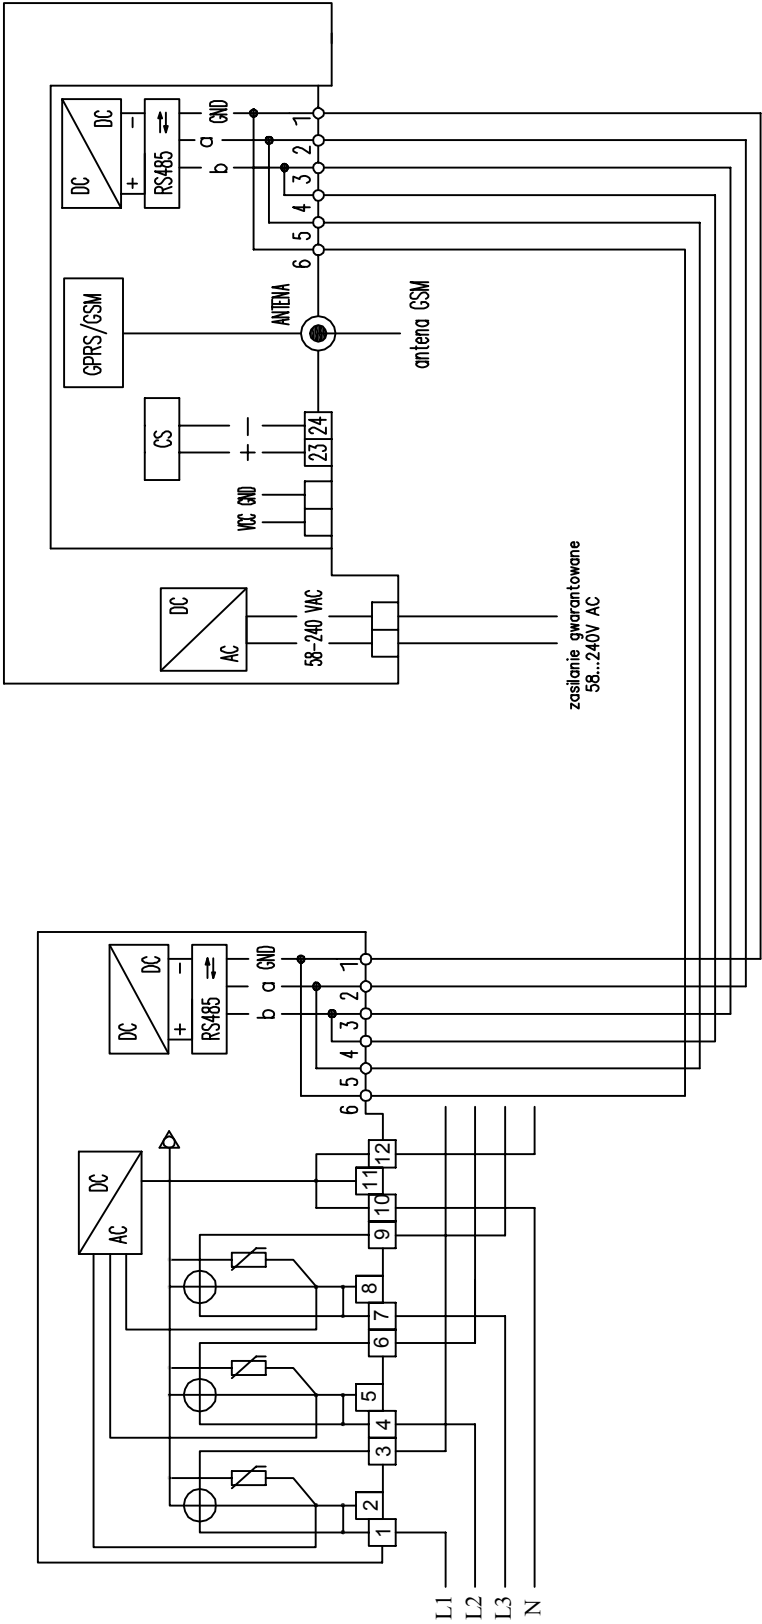 DC
DC
−
+
RS485
GND
a
b
1
2
3
4
5
6
GPRS/GSM
ANTENA
antena GSM
CS
+ −
23 24
VCC GND
DC
AC
58-240 VAC
zasilanie gwarantowane
58...240V AC
DC
DC
−
+
RS485
GND
a
b
1
2
3
4
5
6
DC
AC
12
11
10
9
8
7
6
5
4
3
2
1
L1
L2
L3
N